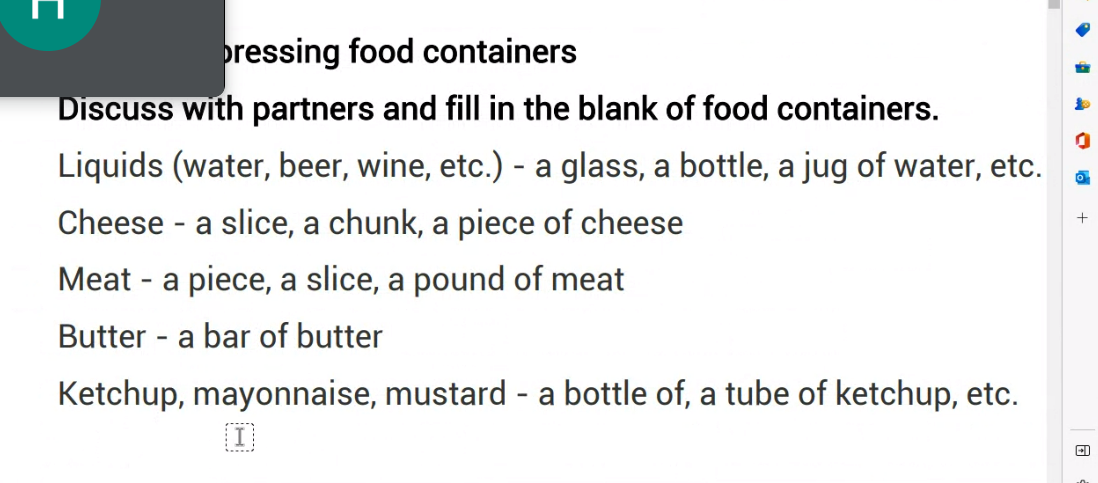 H
pressing food containers
Discuss with partners and fill in the blank of food containers.
Liquids (water, beer, wine, etc.) - a glass, a bottle, a jug of water, etc.
Cheese - a slice, a chunk, a piece of cheese
Meat - a piece, a slice, a pound of meat
Butter - a bar of butter
Ketchup, mayonnaise, mustard - a bottle of, a tube of ketchup, etc.